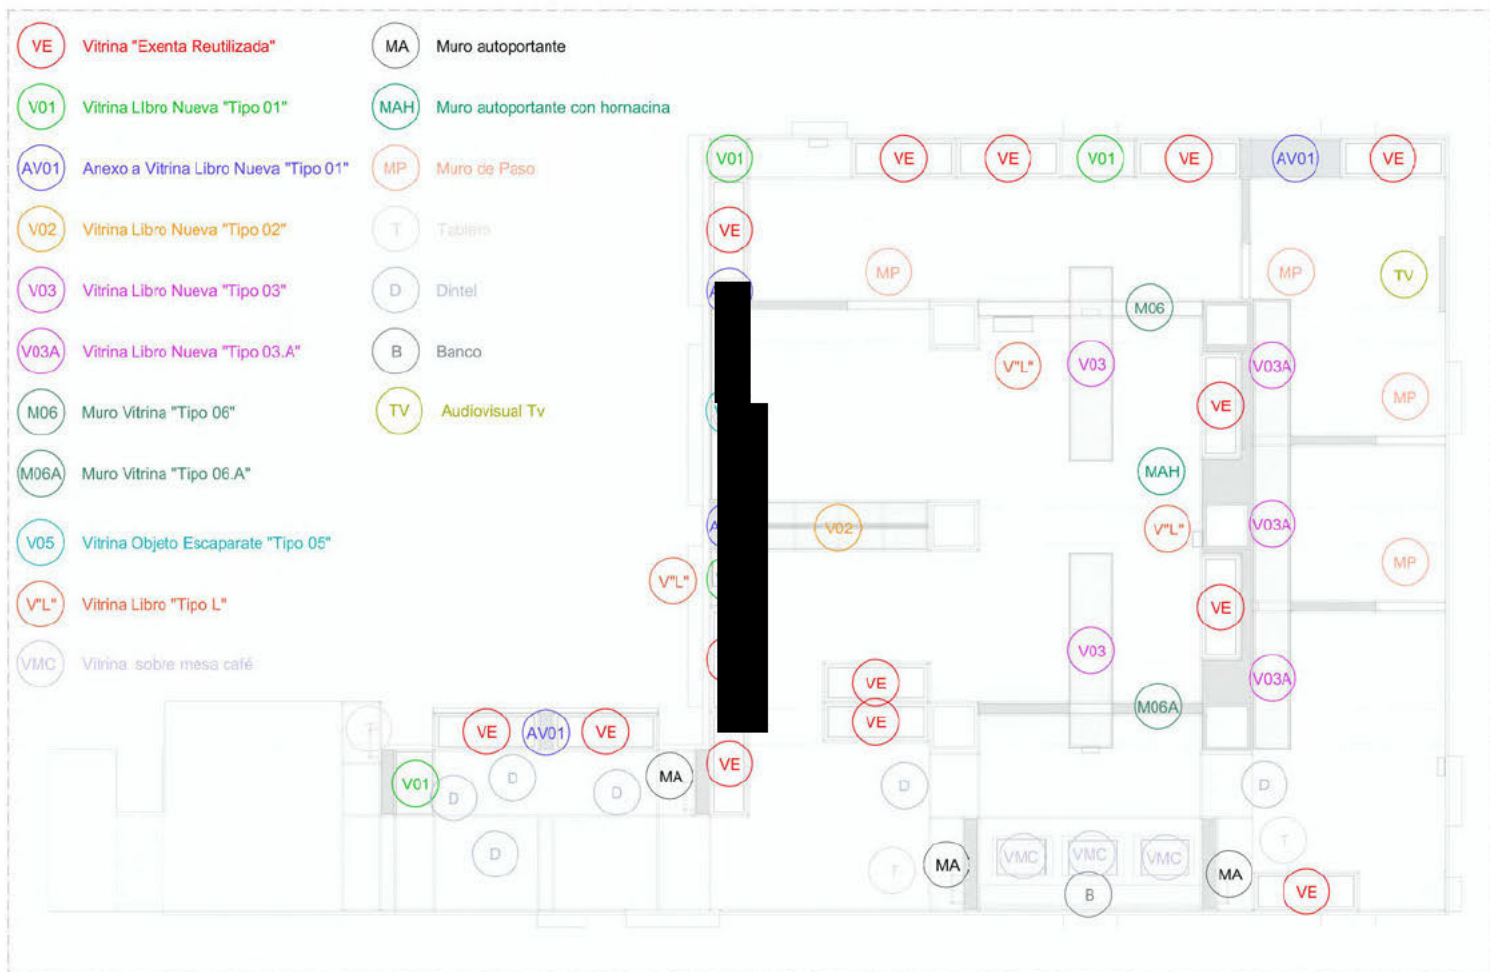 VE Vitrina "Exenta Reutilizada"
V01 Vitrina LIbro Nueva "Tipo 01"
AV01 Anexo a Vitrina Libro Nueva "Tipo 01"
V02 Vitrina Libro Nueva "Tipo 02"
V03 Vitrina Libro Nueva "Tipo 03"
V03A Vitrina Libro Nueva "Tipo 03.A"
M06 Muro Vitrina "Tipo 06"
M06A Muro Vitrina "Tipo 06.A"
V05 Vitrina Objeto Escaparate "Tipo 05"
V"L" Vitrina Libro "Tipo L"
VMC Vitrina sobre mesa café
MA Muro autoportante
MAH Muro autoportante con hornacina
MP Muro de Paso
T Tablero
D Dintel
B Banco
TV Audiovisual Tv
V01 VE VE V01 VE AV01 VE
VE
MP MP TV
M06
V"L" V03 V03A
VE MP
MAH
V02 V"L" V03A
MP
V"L"
VE
V03 V03A
VE
VE M06A
T VE AV01 VE
VE
V01 D D D MA D D
D
T MA VMC VMC VMC MA T
B VE